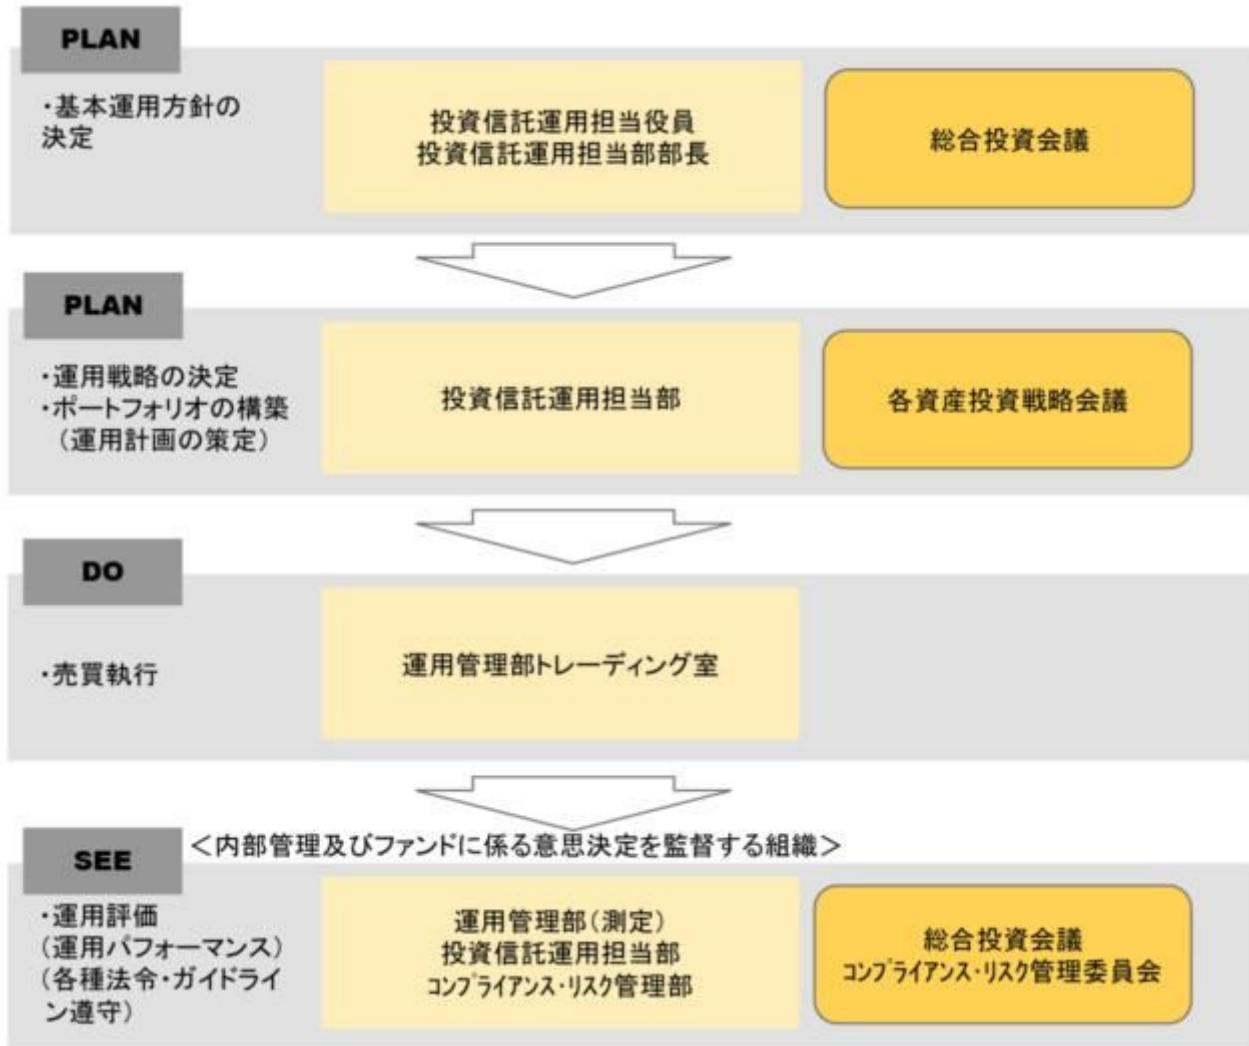 PLAN
・基本運用方針の
決定
投資信託運用担当役員
投資信託運用担当部部長
総合投資会議
PLAN
・運用戦略の決定
・ポートフォリオの構築
（運用計画の策定）
投資信託運用担当部
各資産投資戦略会議
DO
・売買執行
運用管理部トレーディング室
SEE
＜内部管理及びファンドに係る意思決定を監督する組織＞
・運用評価
(運用パフォーマンス)
(各種法令・ガイドライ
ン遵守)
運用管理部(測定)
投資信託運用担当部
ｺﾝﾌﾟﾗｲｱﾝｽ・ﾘｽｸ管理部
総合投資会議
ｺﾝﾌﾟﾗｲｱﾝｽ・ﾘｽｸ管理委員会